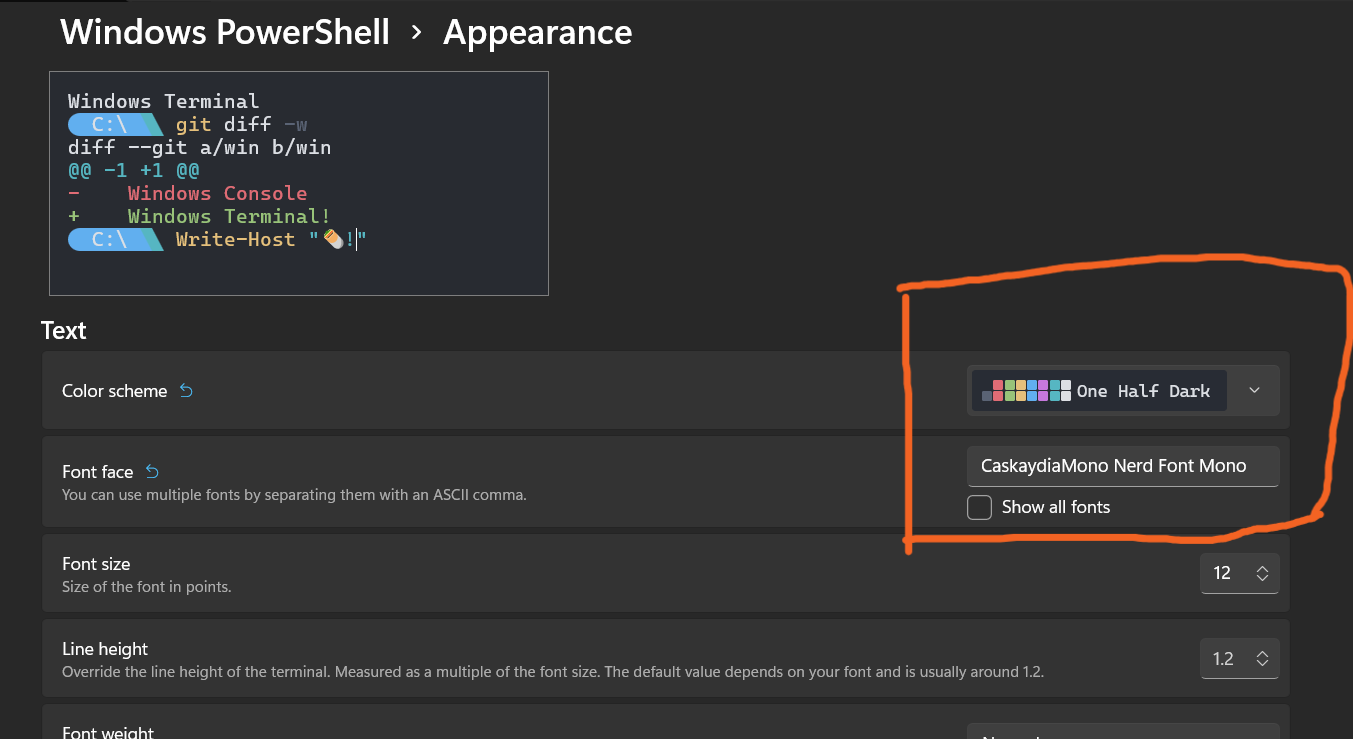 Windows PowerShell › Appearance
Windows Terminal
C:\ git diff -w
diff --git a/win b/win
@@ -1 +1 @@
-    Windows Console
+    Windows Terminal!
C:\ Write-Host "🌯!"
Text
Color scheme
One Half Dark
Font face
You can use multiple fonts by separating them with an ASCII comma.
CaskaydiaMono Nerd Font Mono
Show all fonts
Font size
Size of the font in points.
12
Line height
Override the line height of the terminal. Measured as a multiple of the font size. The default value depends on your font and is usually around 1.2.
1.2
Font weight